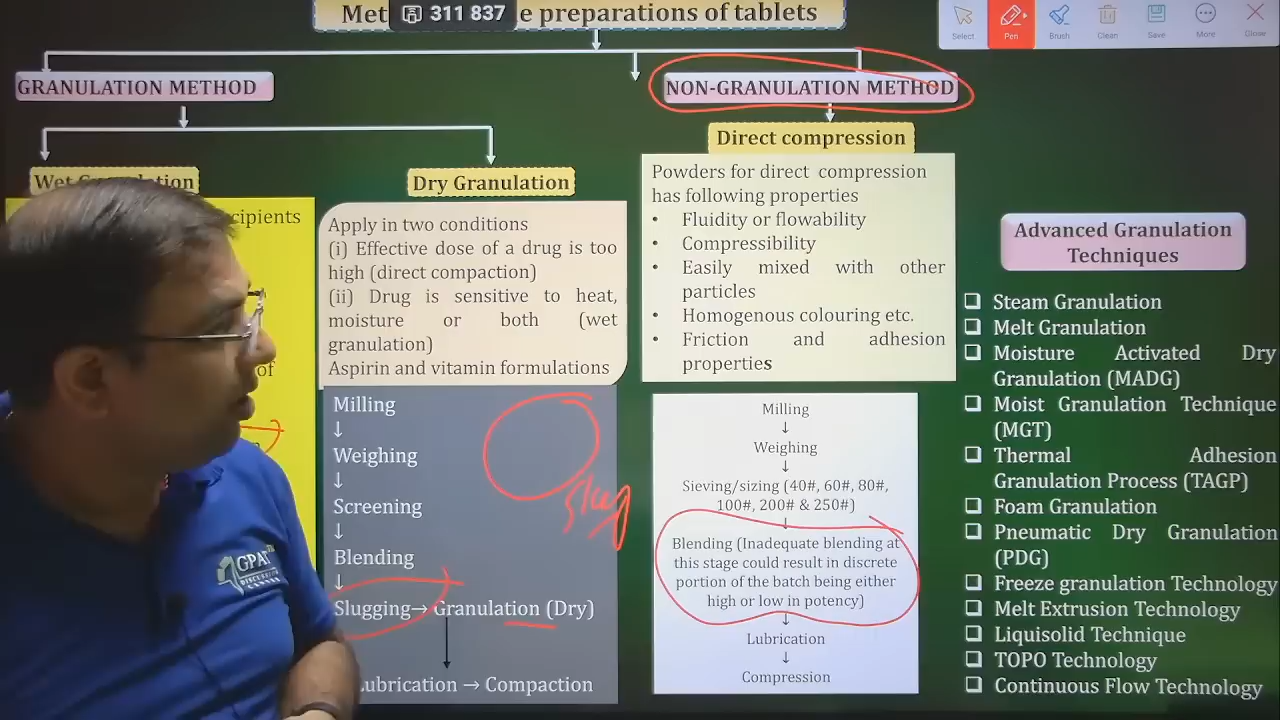 Met
311 837
e preparations of tablets
Select
Pen
Brush
Clean
Save
More
Close
GRANULATION METHOD
NON-GRANULATION METHOD
Direct compression
Dry Granulation
cipients
of
Apply in two conditions
(i) Effective dose of a drug is too
high (direct compaction)
(ii) Drug is sensitive to heat,
moisture or both (wet
granulation)
Aspirin and vitamin formulations
Milling
↓
Weighing
↓
Screening
↓
Blending
↓
Slugging→ Granulation (Dry)
ubrication → Compaction
slug
Powders for direct compression
has following properties
• Fluidity or flowability
• Compressibility
• Easily mixed with other
particles
• Homogenous colouring etc.
• Friction and adhesion
properties
Milling
↓
Weighing
↓
Sieving/sizing (40#, 60#, 80#,
100#, 200# & 250#)
↓
Blending (Inadequate blending at
this stage could result in discrete
portion of the batch being either
high or low in potency)
↓
Lubrication
↓
Compression
Advanced Granulation
Techniques
❑ Steam Granulation
❑ Melt Granulation
❑ Moisture Activated Dry
Granulation (MADG)
❑ Moist Granulation Technique
(MGT)
❑ Thermal Adhesion
Granulation Process (TAGP)
❑ Foam Granulation
❑ Pneumatic Dry Granulation
(PDG)
❑ Freeze granulation Technology
❑ Melt Extrusion Technology
❑ Liquisolid Technique
❑ TOPO Technology
❑ Continuous Flow Technology
GPAT
DISCUSSION